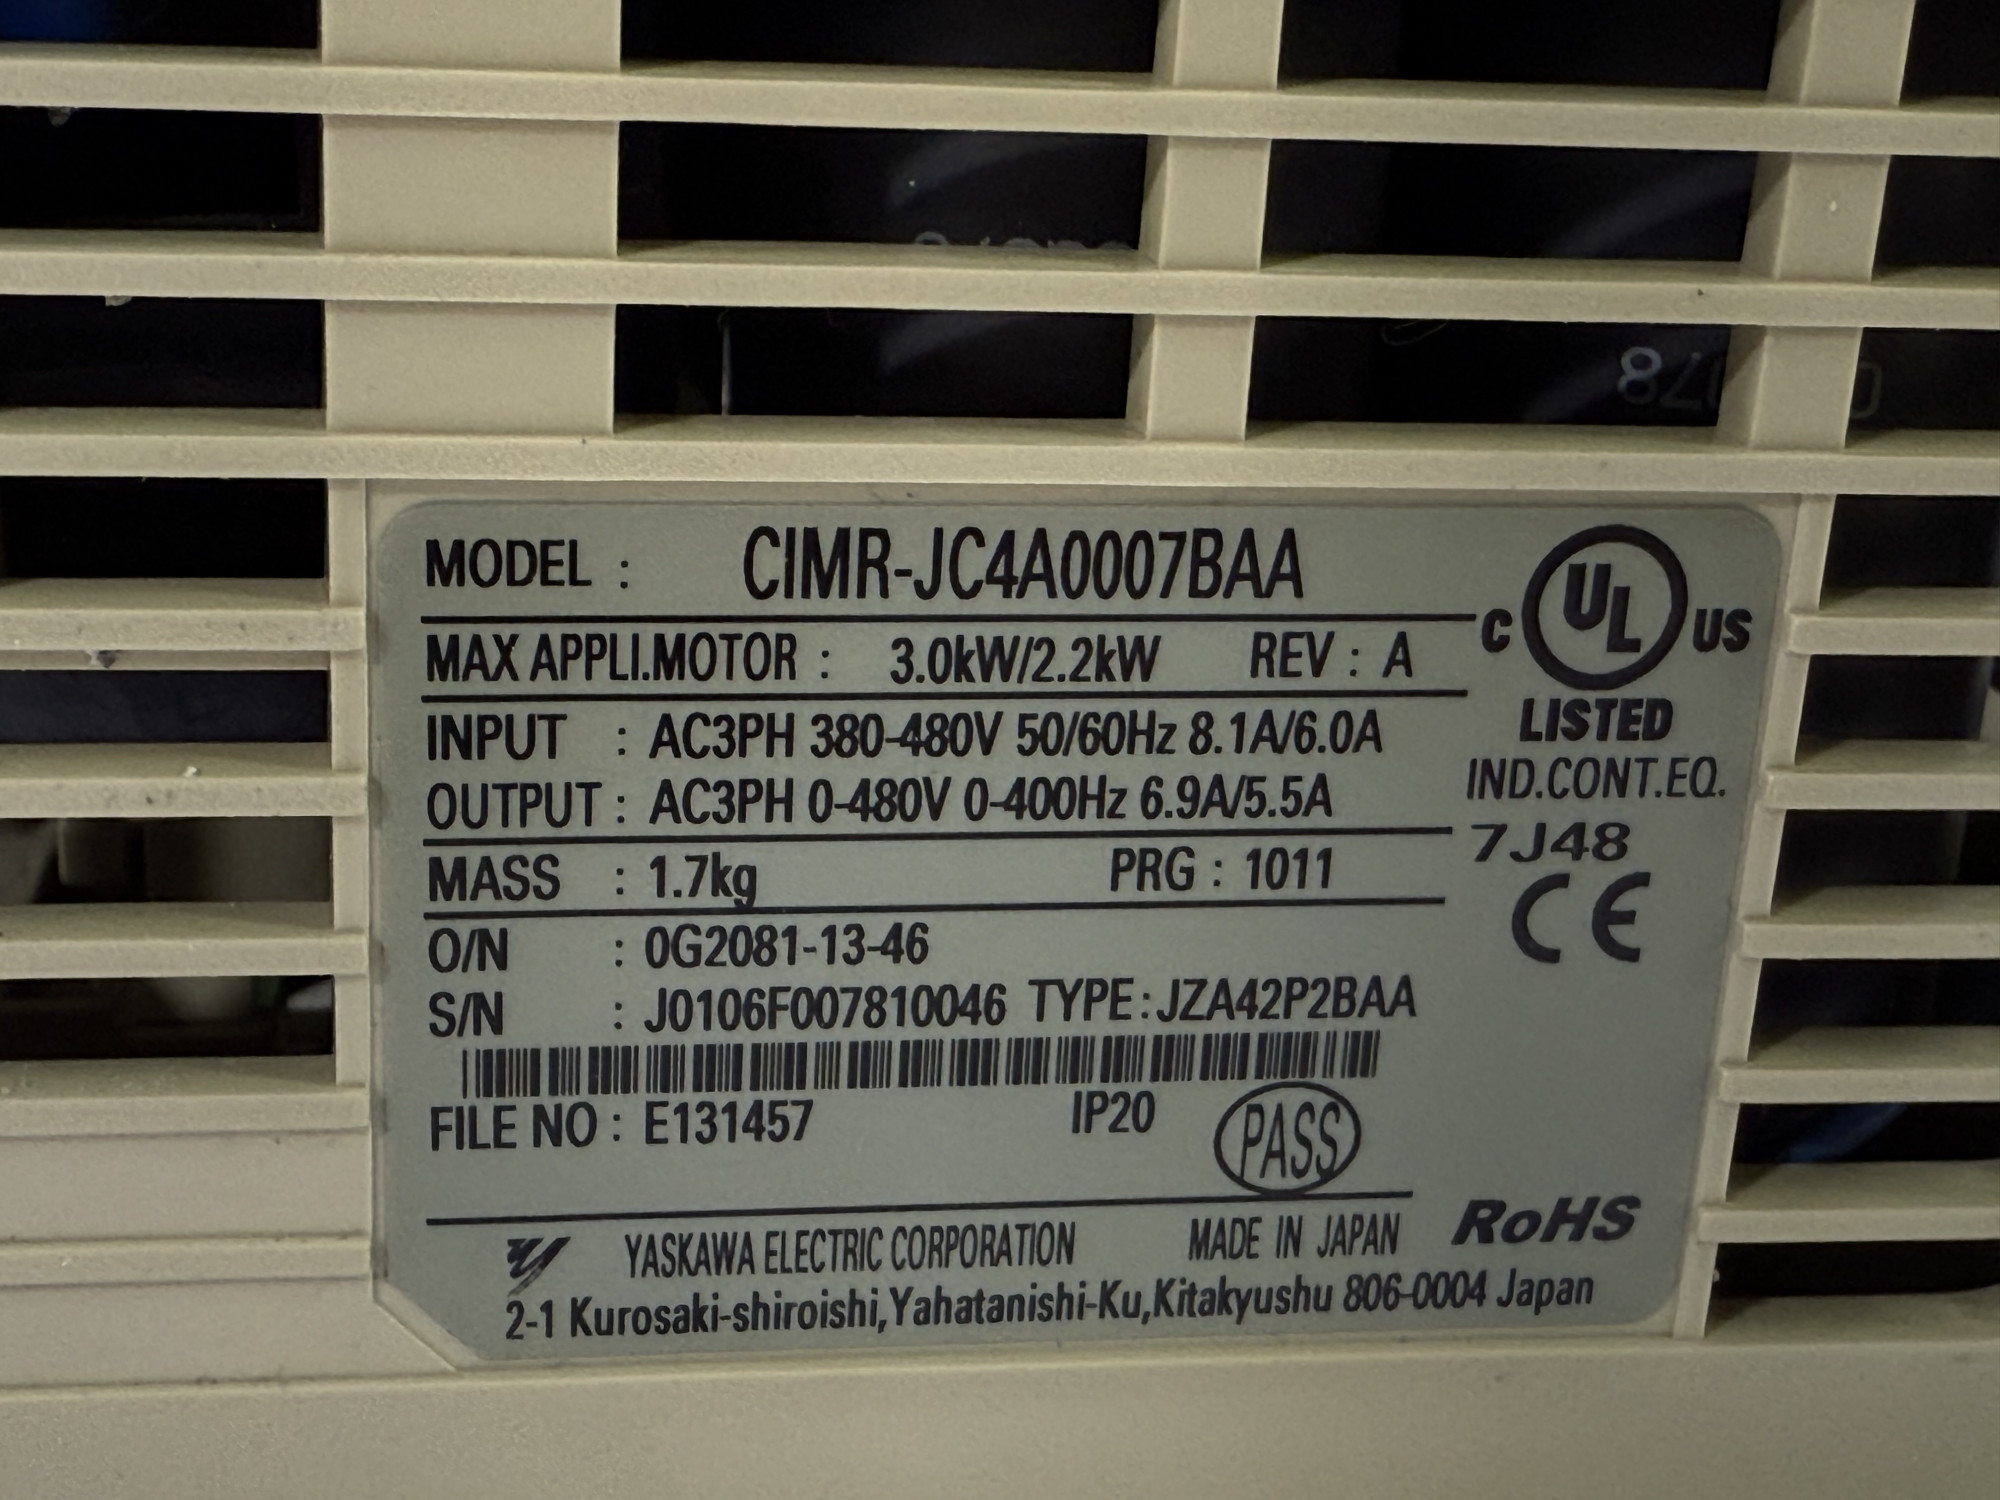 MODEL : CIMR-JC4A0007BAA
MAX APPLI.MOTOR : 3.0kW/2.2kW REV : A
INPUT : AC3PH 380-480V 50/60Hz 8.1A/6.0A
OUTPUT : AC3PH 0-480V 0-400Hz 6.9A/5.5A
MASS : 1.7kg PRG : 1011
O/N : 0G2081-13-46
S/N : J0106F007810046 TYPE : JZA42P2BAA
FILE NO : E131457 IP20 PASS
YASKAWA ELECTRIC CORPORATION MADE IN JAPAN
2-1 Kurosaki-shiroishi,Yahatanishi-Ku,Kitakyushu 806-0004 Japan
C UL US
LISTED
IND.CONT.EQ.
7J48
CE
RoHS